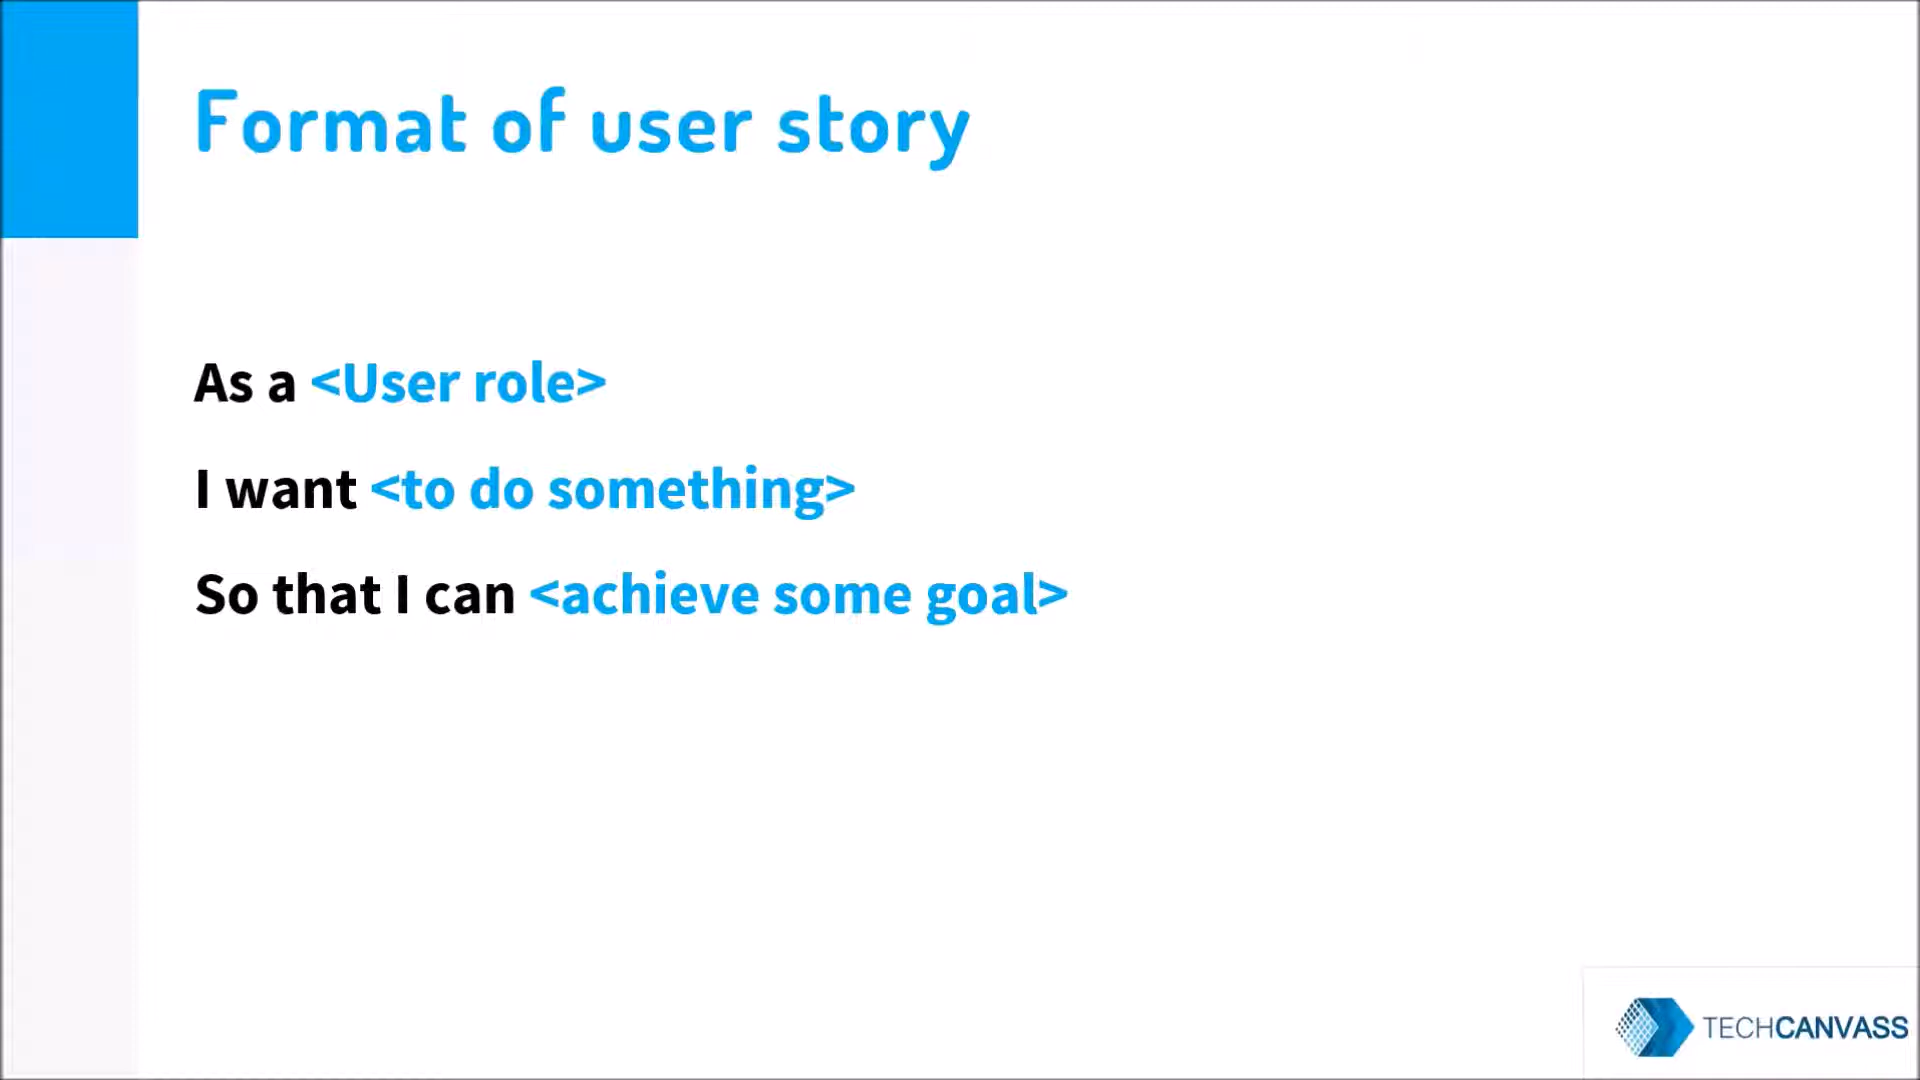 Format of user story
As a <User role>
I want <to do something>
So that I can <achieve some goal>
TECHCANVASS